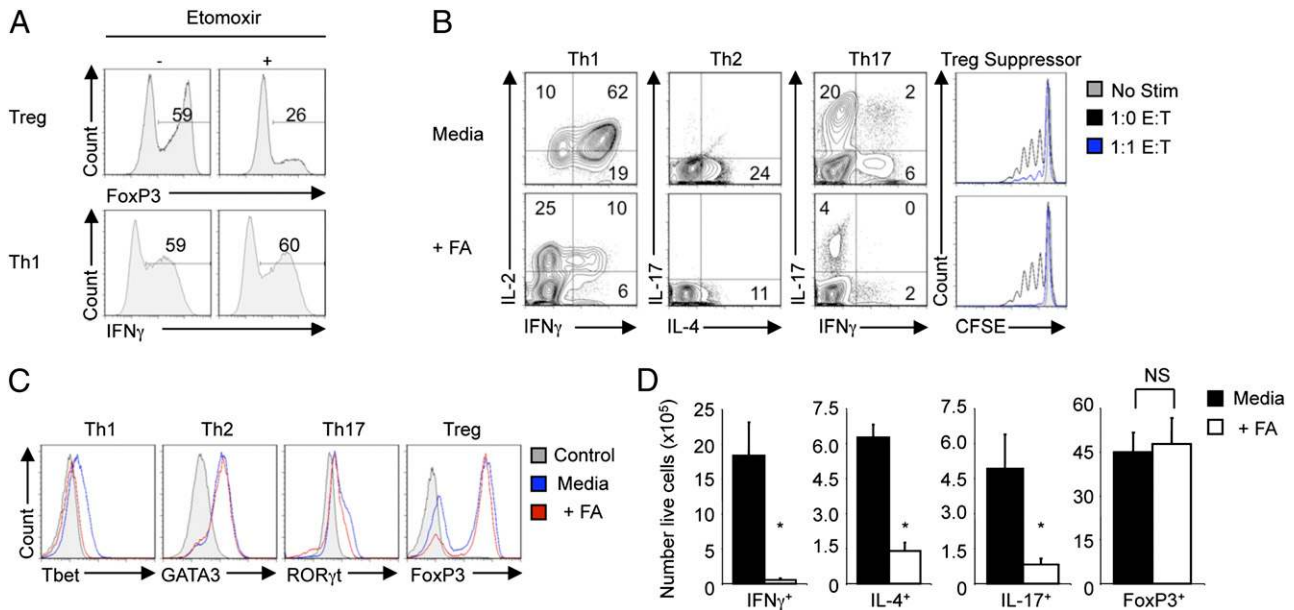 A
Etomoxir
-
+
Treg
Count
59
26
FoxP3
Th1
Count
59
60
IFNγ
B
Th1
Th2
Th17
Treg Suppressor
Media
10
62
19
24
20
2
6
No Stim
1:0 E:T
1:1 E:T
+ FA
25
10
6
11
4
0
2
IL-2
IL-17
IL-17
Count
IFNγ
IL-4
IFNγ
CFSE
C
Th1
Th2
Th17
Treg
Control
Media
+ FA
Count
Tbet
GATA3
RORγt
FoxP3
D
Number live cells (x10⁵)
25
20
15
10
5
0
*
IFNγ⁺
7.5
6.0
4.5
3.0
1.5
0
*
IL-4⁺
7.5
6.0
4.5
3.0
1.5
0
*
IL-17⁺
NS
60
45
30
15
0
FoxP3⁺
Media
+ FA